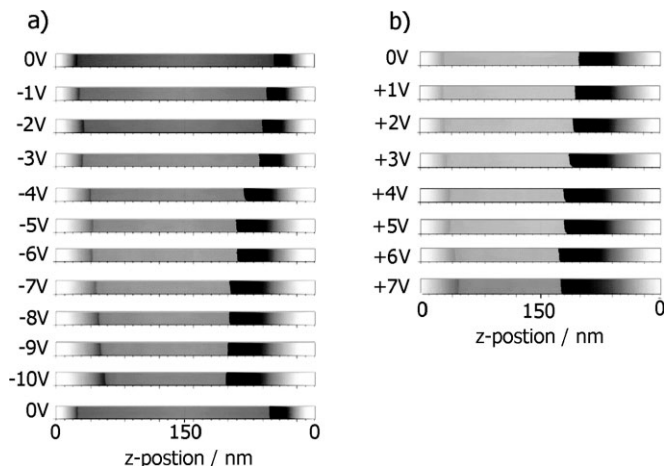 a)
0V
-1V
-2V
-3V
-4V
-5V
-6V
-7V
-8V
-9V
-10V
0V
0 150 0
z-postion / nm
b)
0V
+1V
+2V
+3V
+4V
+5V
+6V
+7V
0 150 0
z-postion / nm